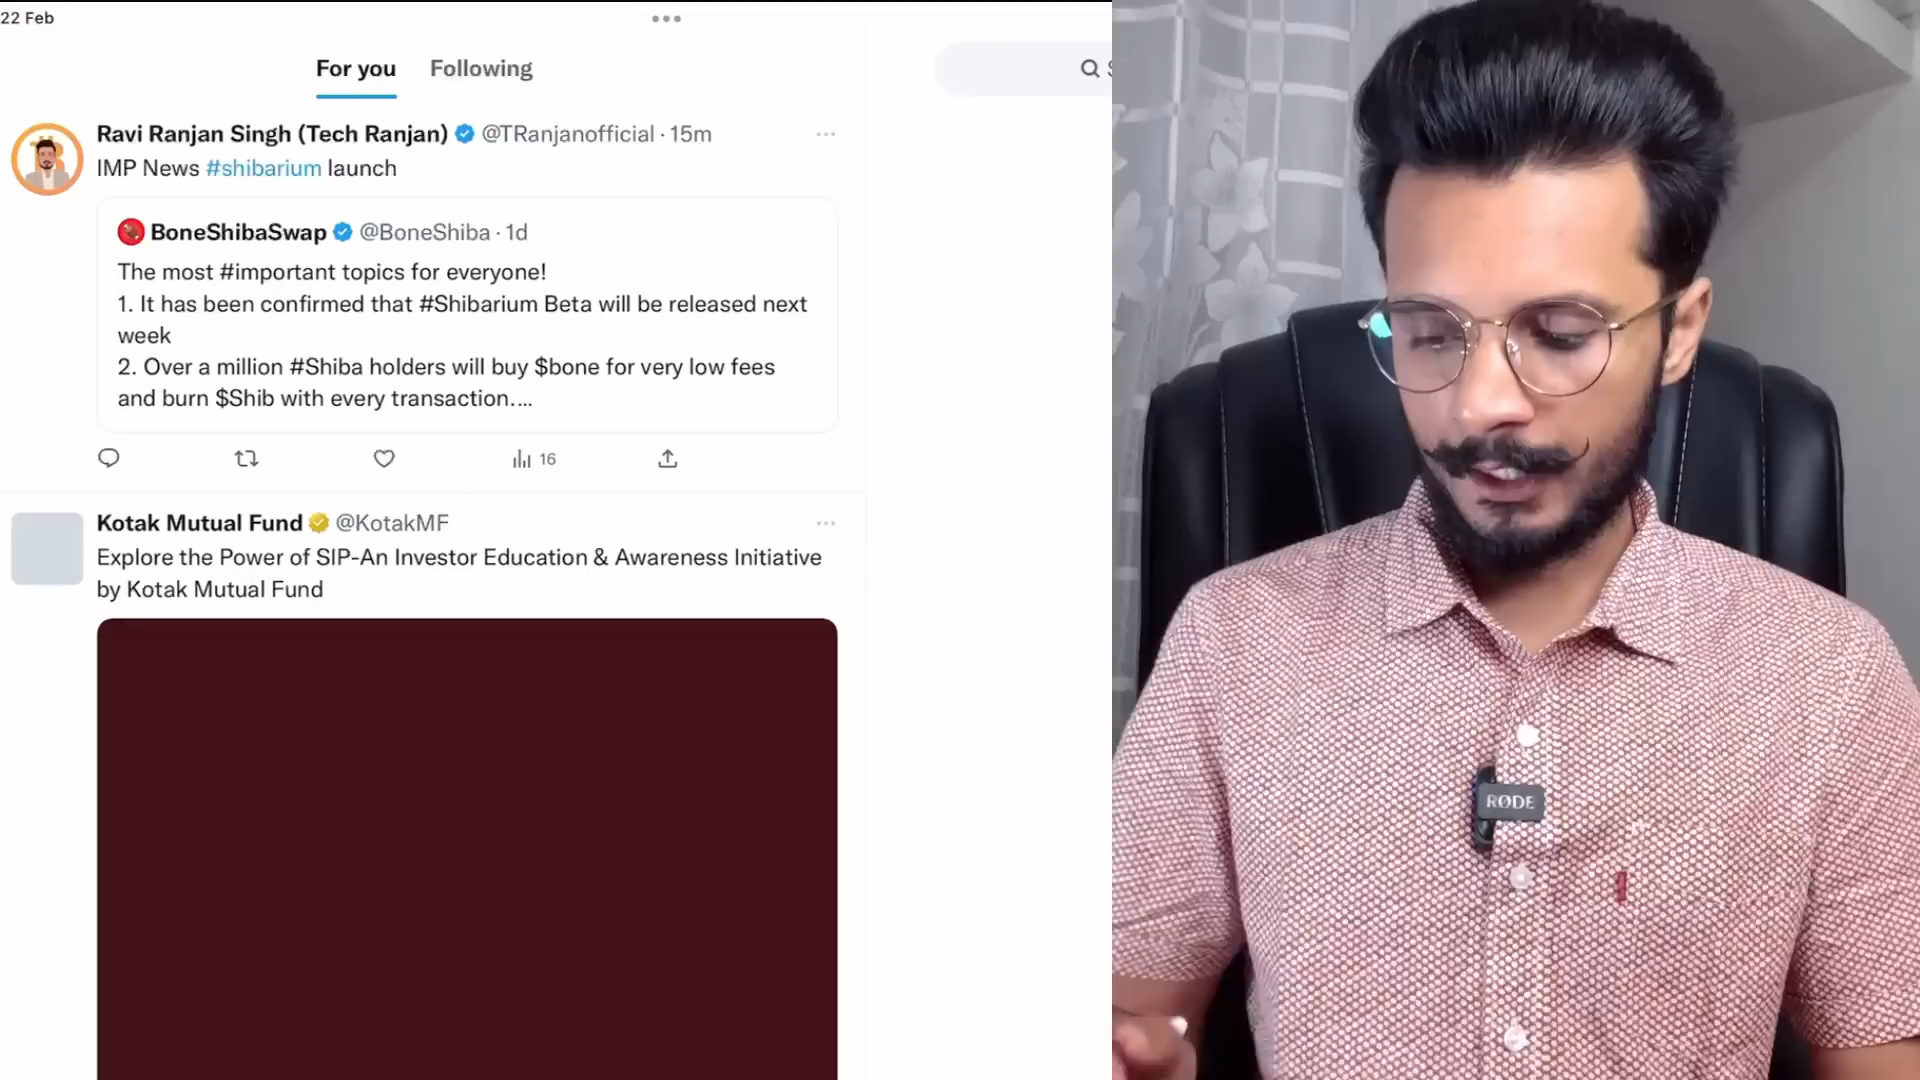 22 Feb
For you Following
Ravi Ranjan Singh (Tech Ranjan) @TRanjanofficial · 15m
IMP News #shibarium launch
BoneShibaSwap @BoneShiba · 1d
The most #important topics for everyone!
1. It has been confirmed that #Shibarium Beta will be released next
week
2. Over a million #Shiba holders will buy $bone for very low fees
and burn $Shib with every transaction....
16
Kotak Mutual Fund @KotakMF
Explore the Power of SIP-An Investor Education & Awareness Initiative
by Kotak Mutual Fund
RØDE